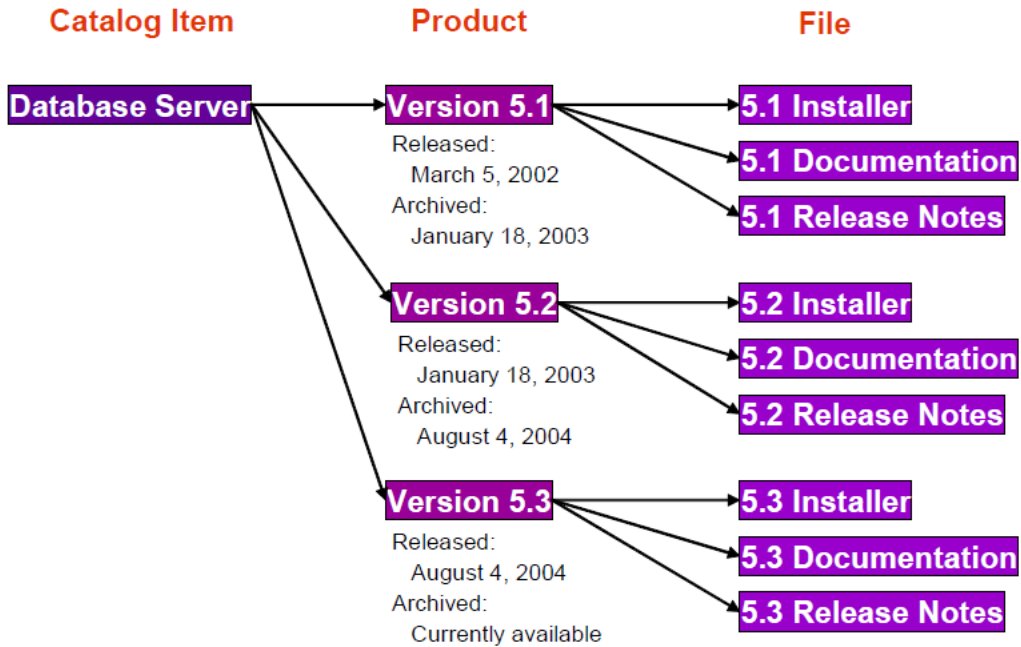 Catalog Item
Product
File
Database Server
Version 5.1
Released:
March 5, 2002
Archived:
January 18, 2003
5.1 Installer
5.1 Documentation
5.1 Release Notes
Version 5.2
Released:
January 18, 2003
Archived:
August 4, 2004
5.2 Installer
5.2 Documentation
5.2 Release Notes
Version 5.3
Released:
August 4, 2004
Archived:
Currently available
5.3 Installer
5.3 Documentation
5.3 Release Notes